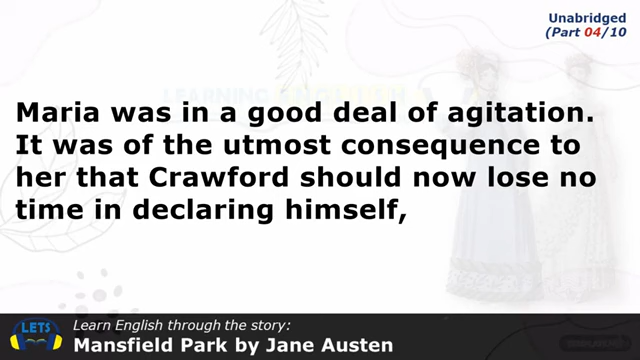 Unabridged
(Part 04/10
LEARNING ENGLISH
Maria was in a good deal of agitation.
It was of the utmost consequence to
her that Crawford should now lose no
time in declaring himself,
LETS
Learn English through the story:
Mansfield Park by Jane Austen